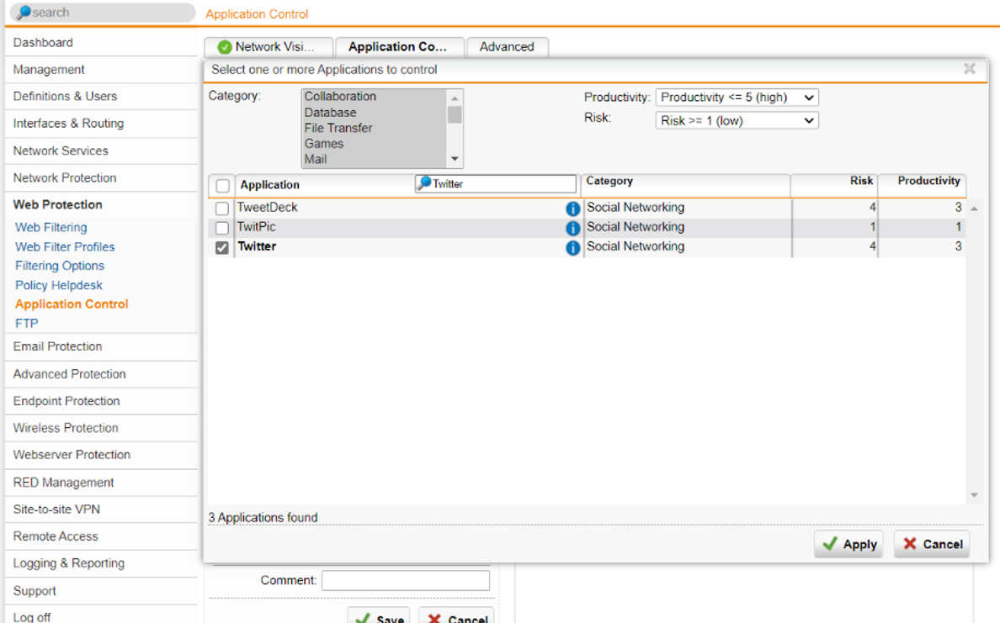 search
Application Control
Dashboard
Management
Definitions & Users
Interfaces & Routing
Network Services
Network Protection
Web Protection
Web Filtering
Web Filter Profiles
Filtering Options
Policy Helpdesk
Application Control
FTP
Email Protection
Advanced Protection
Endpoint Protection
Wireless Protection
Webserver Protection
RED Management
Site-to-site VPN
Remote Access
Logging & Reporting
Support
Log off
Network Visi... Application Co... Advanced
Select one or more Applications to control
Category:
Collaboration
Database
File Transfer
Games
Mail
Productivity: Productivity <= 5 (high)
Risk: Risk >= 1 (low)
Application Twitter Category Risk Productivity
TweetDeck Social Networking 4 3
TwitPic Social Networking 1 1
Twitter Social Networking 4 3
3 Applications found
Apply Cancel
Comment:
Save Cancel